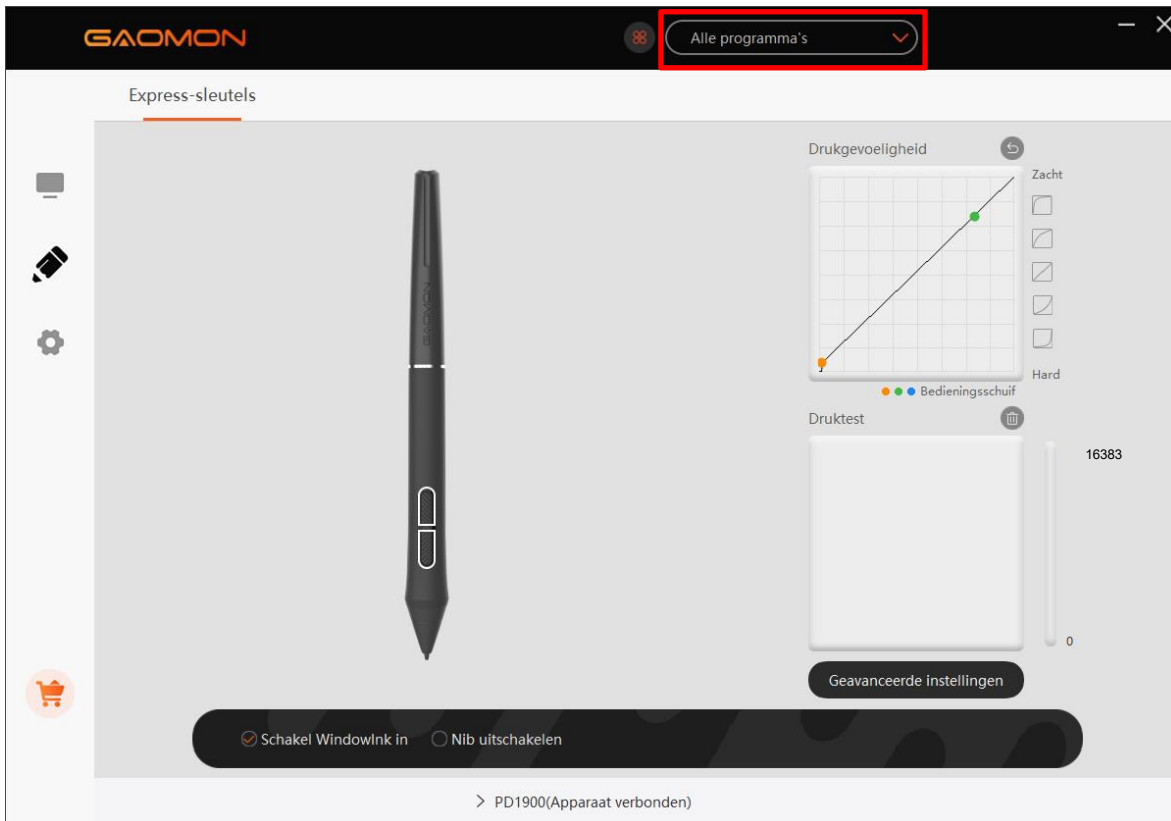 GAOMON
Alle programma's
Express-sleutels
Drukgevoeligheid
Zacht
GAOMON
Hard
Bedieningsschuif
Druktest
16383
0
Geavanceerde instellingen
Schakel WindowInk in
Nib uitschakelen
PD1900(Apparaat verbonden)